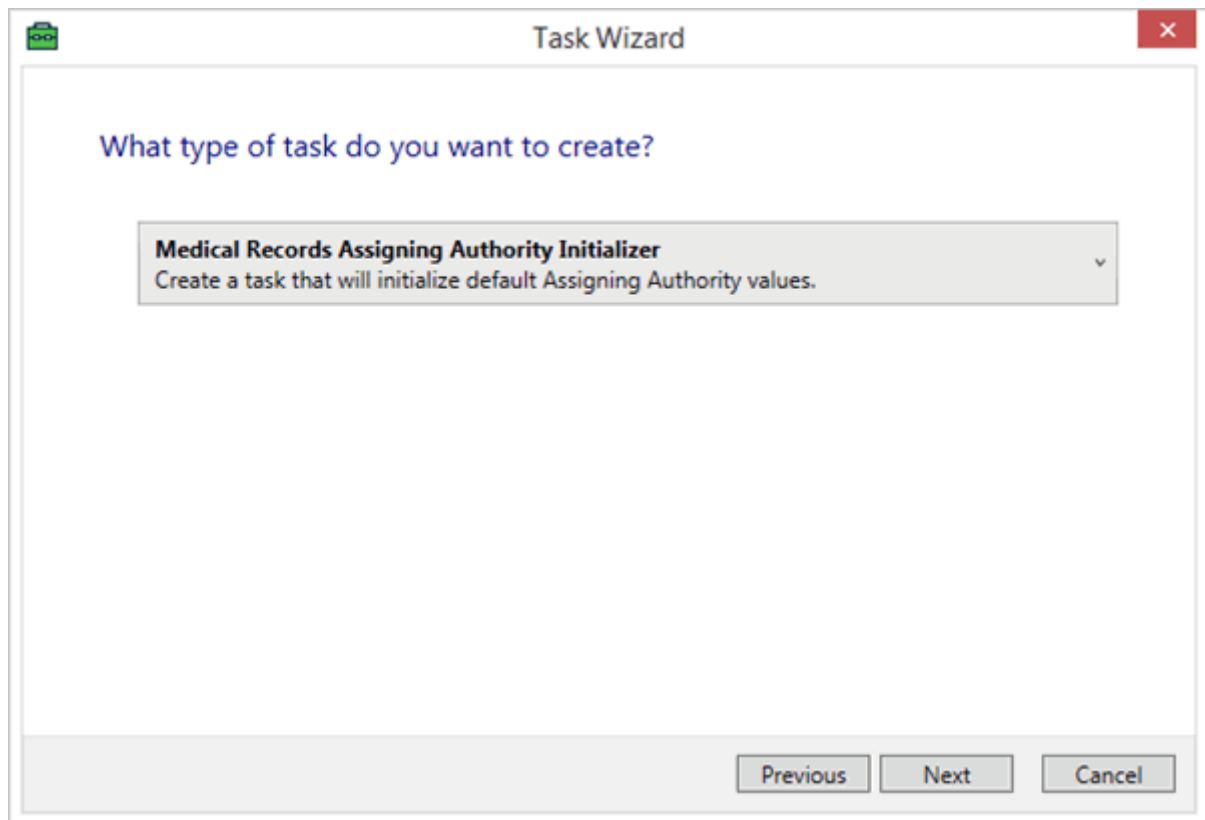 Task Wizard
What type of task do you want to create?
Medical Records Assigning Authority Initializer
Create a task that will initialize default Assigning Authority values.
Previous Next Cancel